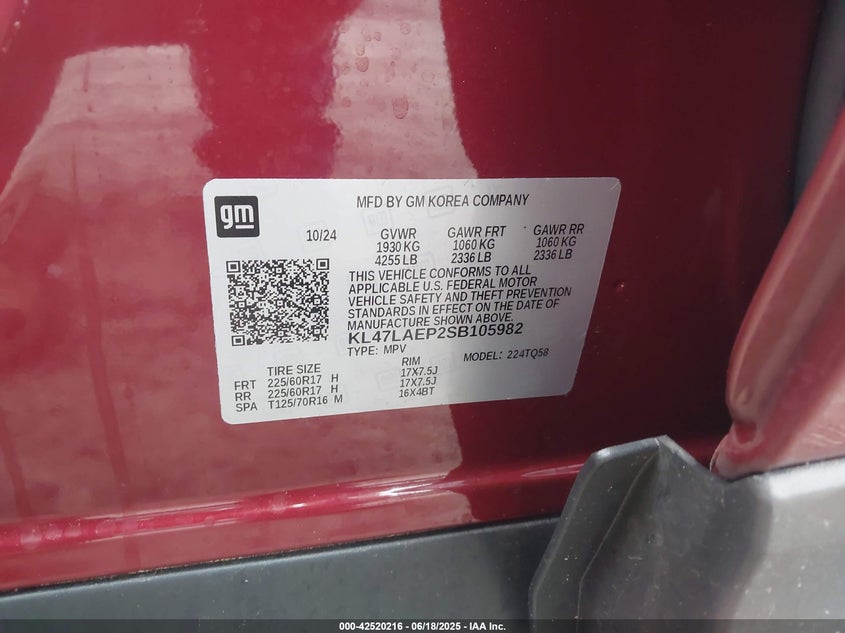 gm
MFD BY GM KOREA COMPANY
10/24 GVWR GAWR FRT GAWR RR
1930 KG 1060 KG 1060 KG
4255 LB 2336 LB 2336 LB
THIS VEHICLE CONFORMS TO ALL
APPLICABLE U.S. FEDERAL MOTOR
VEHICLE SAFETY AND THEFT PREVENTION
STANDARDS IN EFFECT ON THE DATE OF
MANUFACTURE SHOWN ABOVE.
KL47LAEP2SB105982
TYPE: MPV MODEL: 224TQ58
TIRE SIZE RIM
FRT 225/60R17 H 17X7.5J
RR 225/60R17 H 17X7.5J
SPA T125/70R16 M 16X4BT
000-42520216 - 06/18/2025 - IAA Inc.